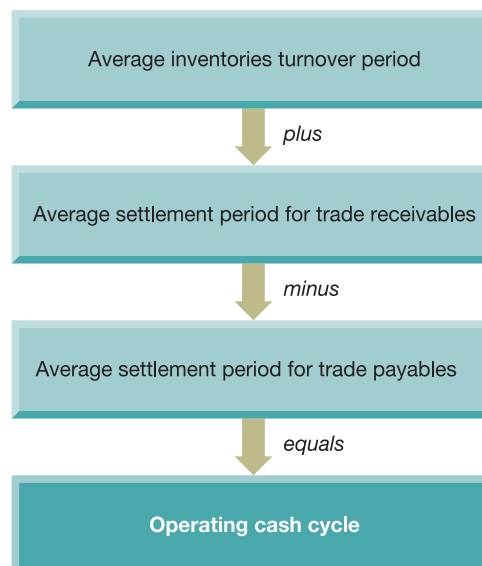 Average inventories turnover period
plus
Average settlement period for trade receivables
minus
Average settlement period for trade payables
equals
Operating cash cycle